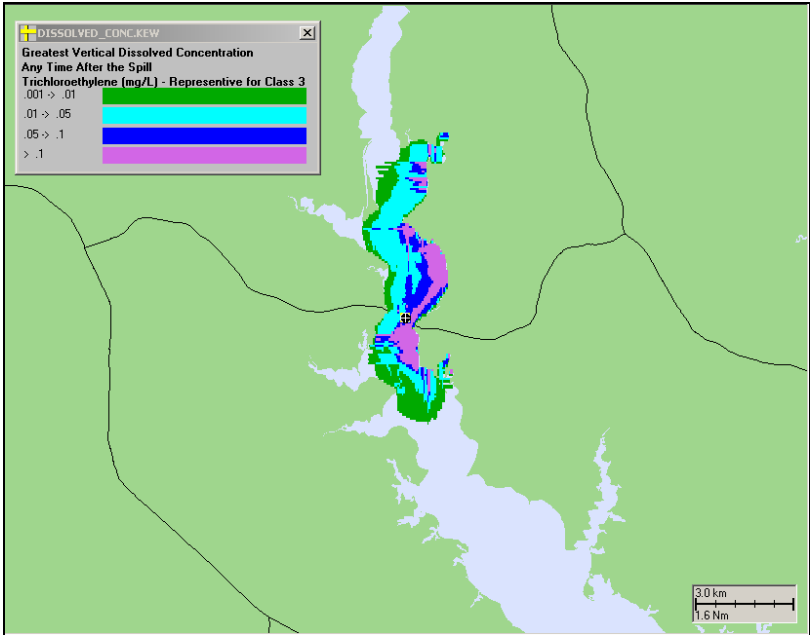 DISSOLVED_CONC.KEW
Greatest Vertical Dissolved Concentration
Any Time After the Spill
Trichloroethylene (mg/L) - Representive for Class 3
.001 -> .01
.01 -> .05
.05 -> .1
> .1
3.0 km
1.6 Nm